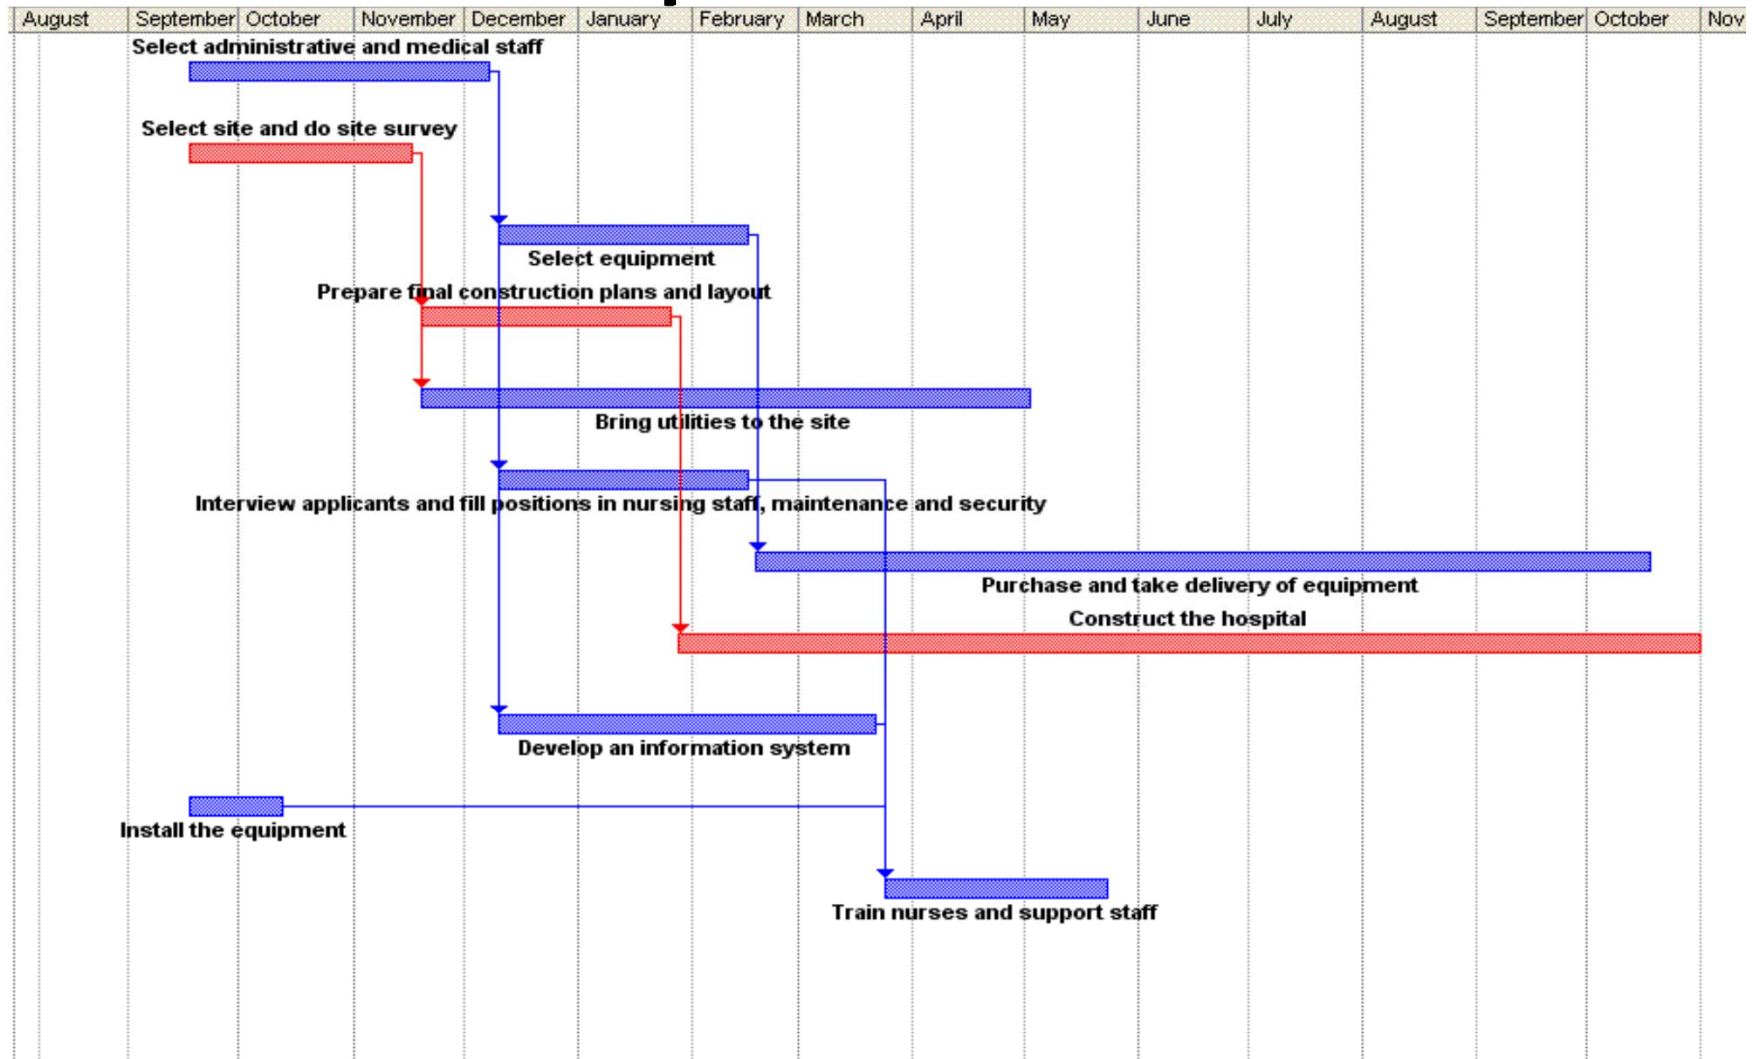 August September October November December January February March April May June July August September October Nov
Select administrative and medical staff
Select site and do site survey
Select equipment
Prepare final construction plans and layout
Bring utilities to the site
Interview applicants and fill positions in nursing staff, maintenance and security
Purchase and take delivery of equipment
Construct the hospital
Develop an information system
Install the equipment
Train nurses and support staff